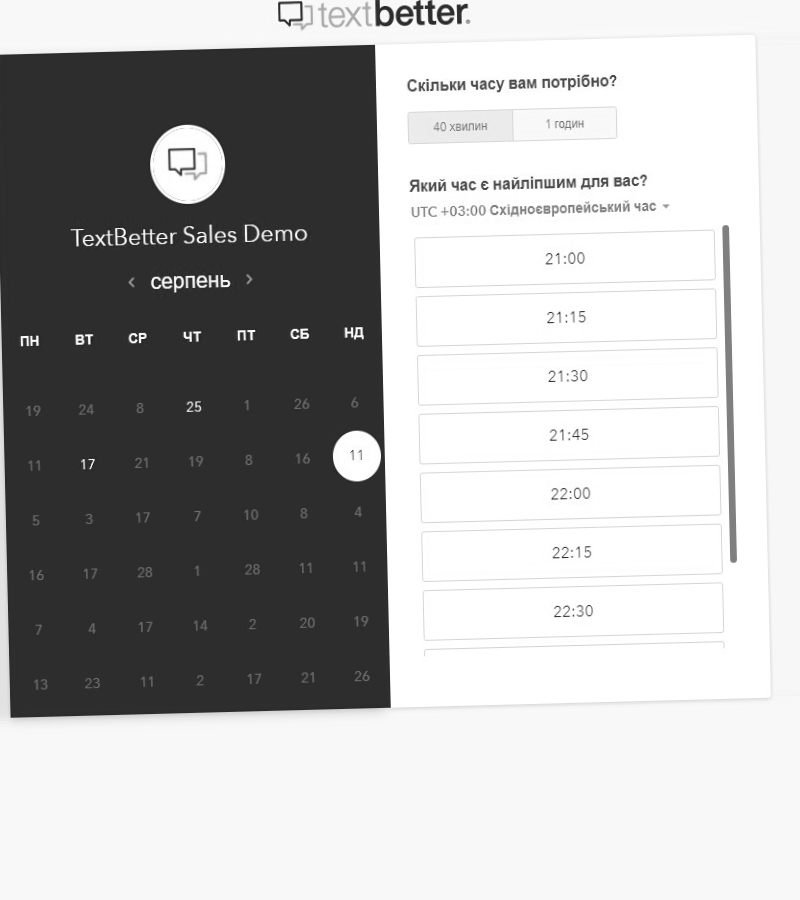 textbetter.
TextBetter Sales Demo
‹ серпень ›
ПН ВТ СР ЧТ ПТ СБ НД
19 24 8 25 1 26 6
11 17 21 19 8 16 11
5 3 17 7 10 8 4
16 17 28 1 28 11 11
7 4 17 14 2 20 19
13 23 11 2 17 21 26
Скільки часу вам потрібно?
40 хвилин 1 годин
Який час є найліпшим для вас?
UTC +03:00 Східноєвропейський час
21:00
21:15
21:30
21:45
22:00
22:15
22:30